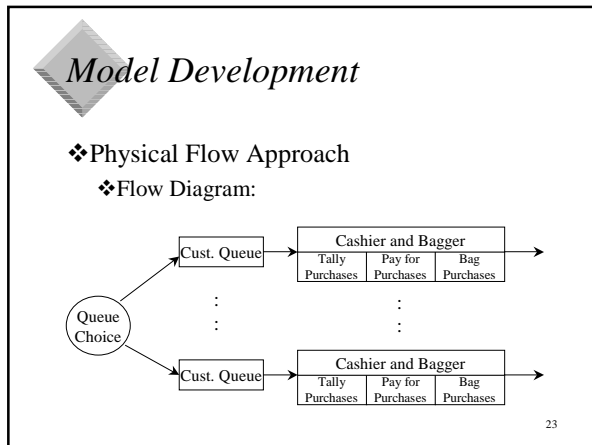 Model Development
❖Physical Flow Approach
❖Flow Diagram:
Queue
Choice
Cust. Queue
Cashier and Bagger
Tally
Purchases
Pay for
Purchases
Bag
Purchases
:
:
:
:
Cust. Queue
Cashier and Bagger
Tally
Purchases
Pay for
Purchases
Bag
Purchases
23